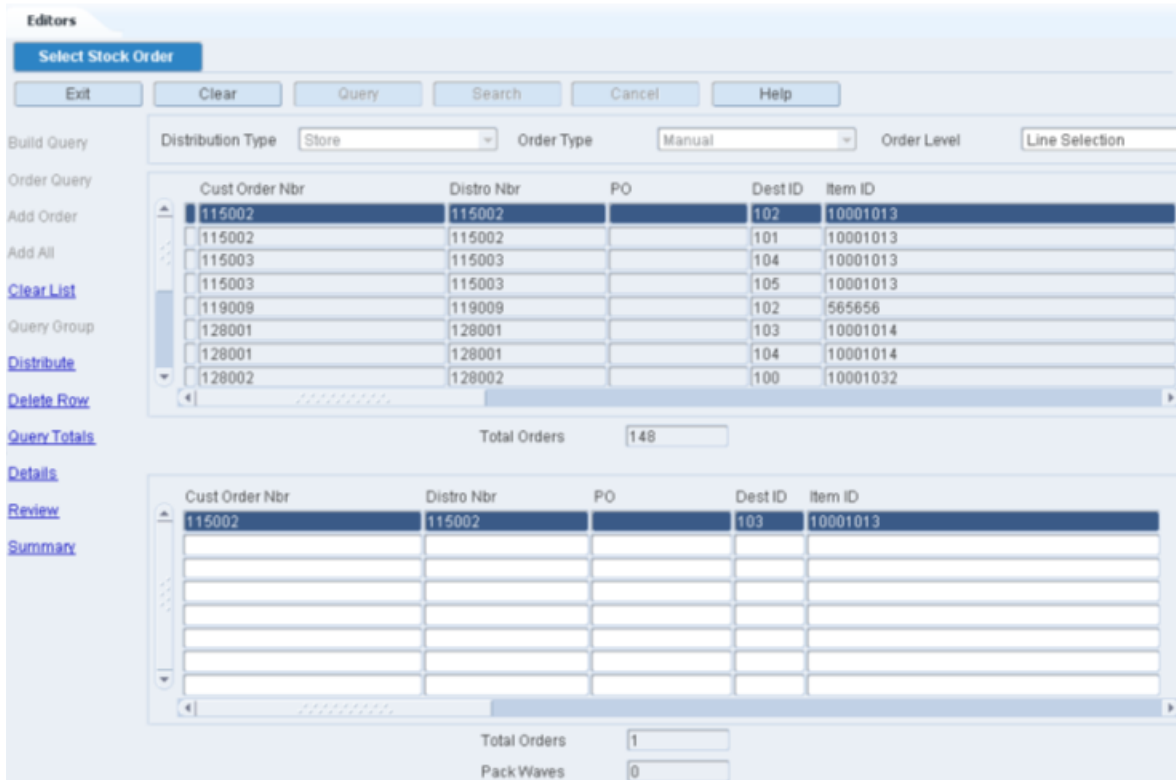 Editors
Select Stock Order
Exit Clear Query Search Cancel Help
Build Query
Order Query
Add Order
Add All
Clear List
Query Group
Distribute
Delete Row
Query Totals
Details
Review
Summary
Distribution Type Store Order Type Manual Order Level Line Selection
Cust Order Nbr Distro Nbr PO Dest ID Item ID
115002 115002 102 10001013
115002 115002 101 10001013
115003 115003 104 10001013
115003 115003 105 10001013
119009 119009 102 565656
128001 128001 103 10001014
128001 128001 104 10001014
128002 128002 100 10001032
Total Orders 148
Cust Order Nbr Distro Nbr PO Dest ID Item ID
115002 115002 103 10001013
Total Orders 1
Pack Waves 0